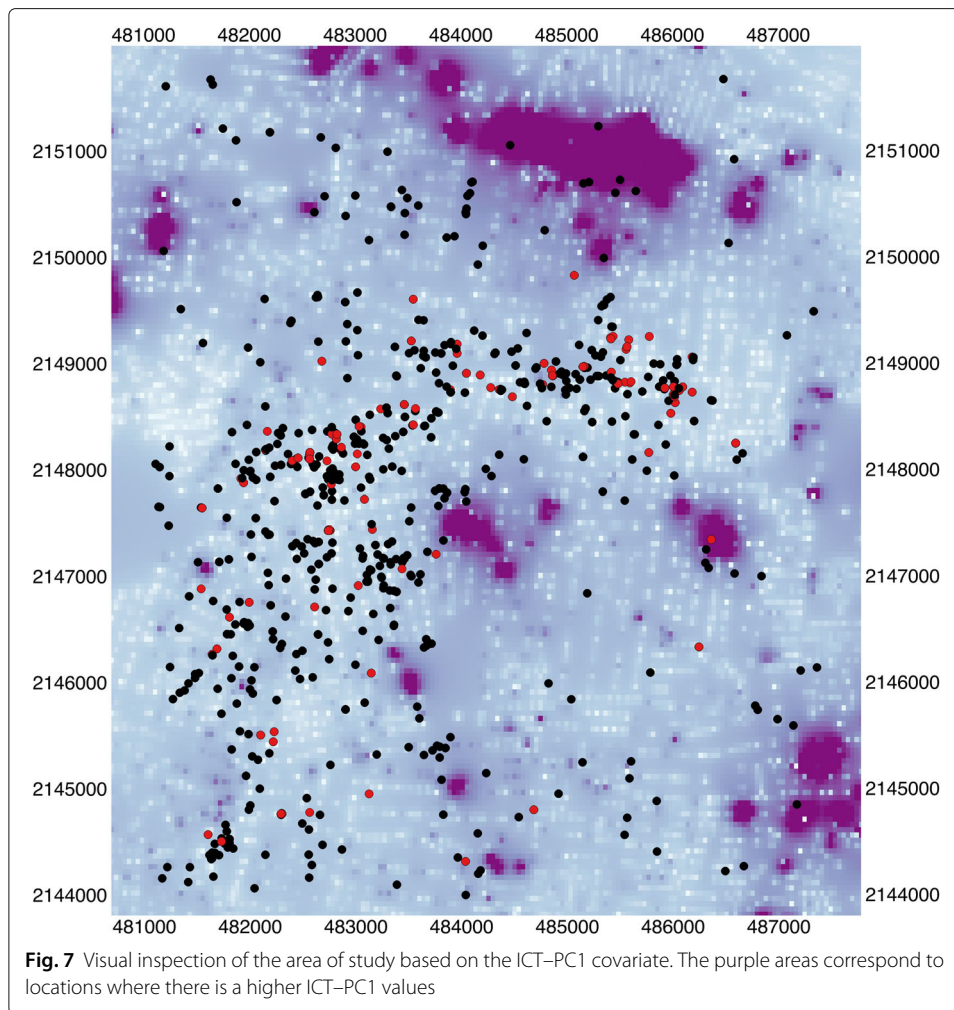 481000 482000 483000 484000 485000 486000 487000
2151000 2151000
2150000 2150000
2149000 2149000
2148000 2148000
2147000 2147000
2146000 2146000
2145000 2145000
2144000 2144000
481000 482000 483000 484000 485000 486000 487000
Fig. 7 Visual inspection of the area of study based on the ICT–PC1 covariate. The purple areas correspond to
locations where there is a higher ICT–PC1 values